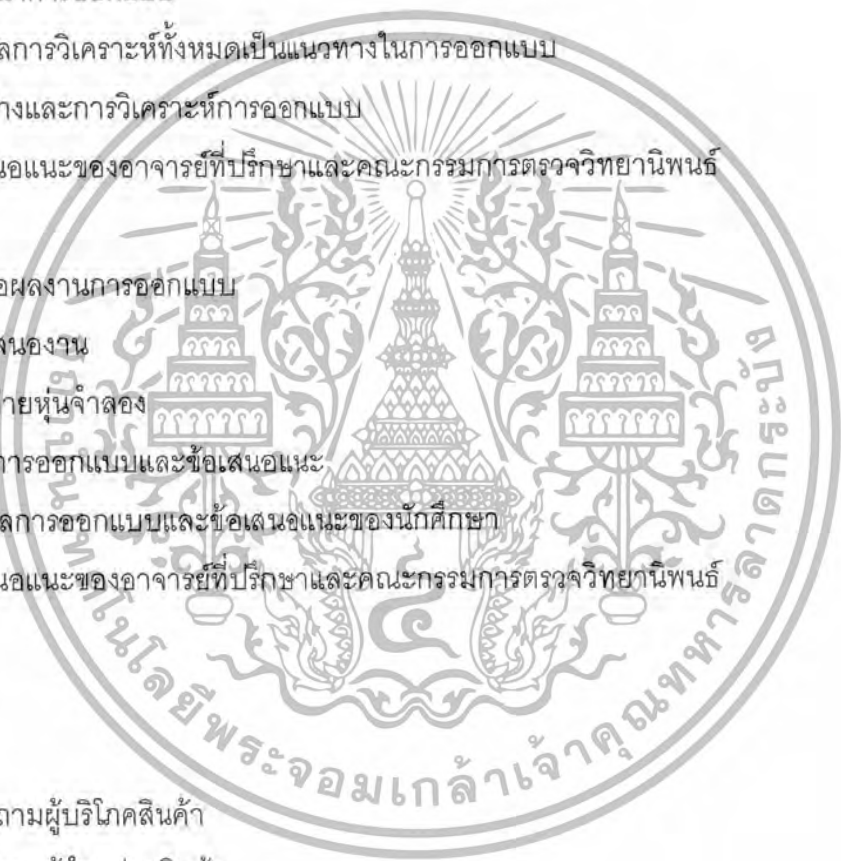 ลการวิเคราะห์ทั้งหมดเป็นแนวทางในการออกแบบ
างและการวิเคราะห์การออกแบบ
นอแนะของอาจารย์ที่ปรึกษาและคณะกรรมการตรวจวิทยานิพนธ์
อผลงานการออกแบบ
สนองาน
่ายหุ่นจำลอง
การออกแบบและข้อเสนอแนะ
ลการออกแบบและข้อเสนอแนะของนักศึกษา
นอแนะของอาจารย์ที่ปรึกษาและคณะกรรมการตรวจวิทยานิพนธ์
ถามผู้บริโภคสินค้า
สถาบันเทคโนโลยีพระจอมเกล้าเจ้าคุณทหารลาดกระบัง